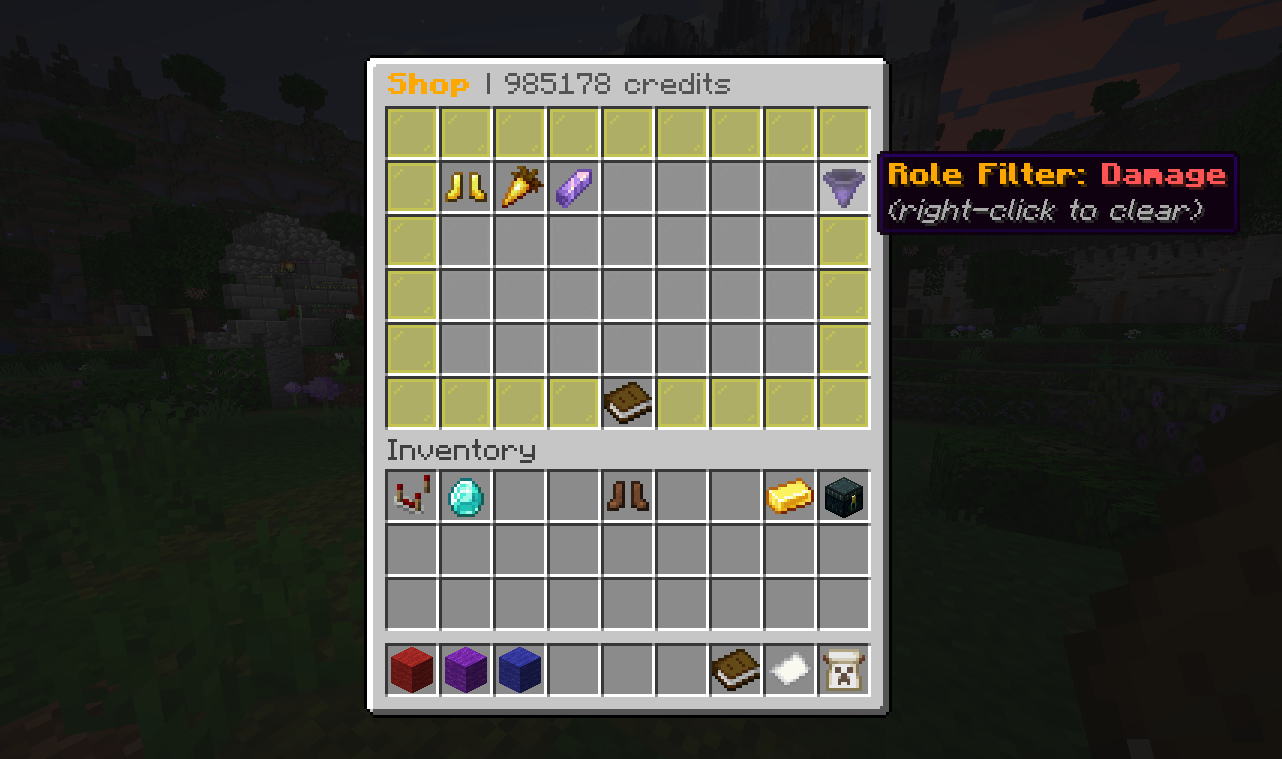 Shop | 985178 credits
Role Filter: Damage
(right-click to clear)
Inventory